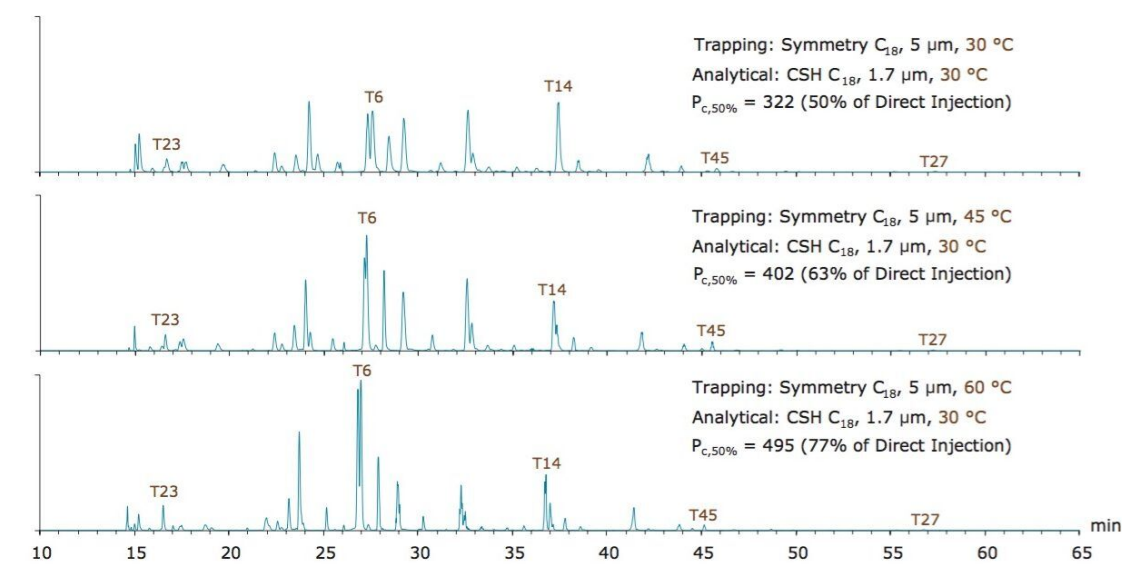 Trapping: Symmetry C₁₈, 5 µm, 30 °C
Analytical: CSH C₁₈, 1.7 µm, 30 °C
P_c,50% = 322 (50% of Direct Injection)
T23
T6
T14
T45
T27
Trapping: Symmetry C₁₈, 5 µm, 45 °C
Analytical: CSH C₁₈, 1.7 µm, 30 °C
P_c,50% = 402 (63% of Direct Injection)
T23
T6
T14
T45
T27
Trapping: Symmetry C₁₈, 5 µm, 60 °C
Analytical: CSH C₁₈, 1.7 µm, 30 °C
P_c,50% = 495 (77% of Direct Injection)
T23
T6
T14
T45
T27
min
10 15 20 25 30 35 40 45 50 55 60 65